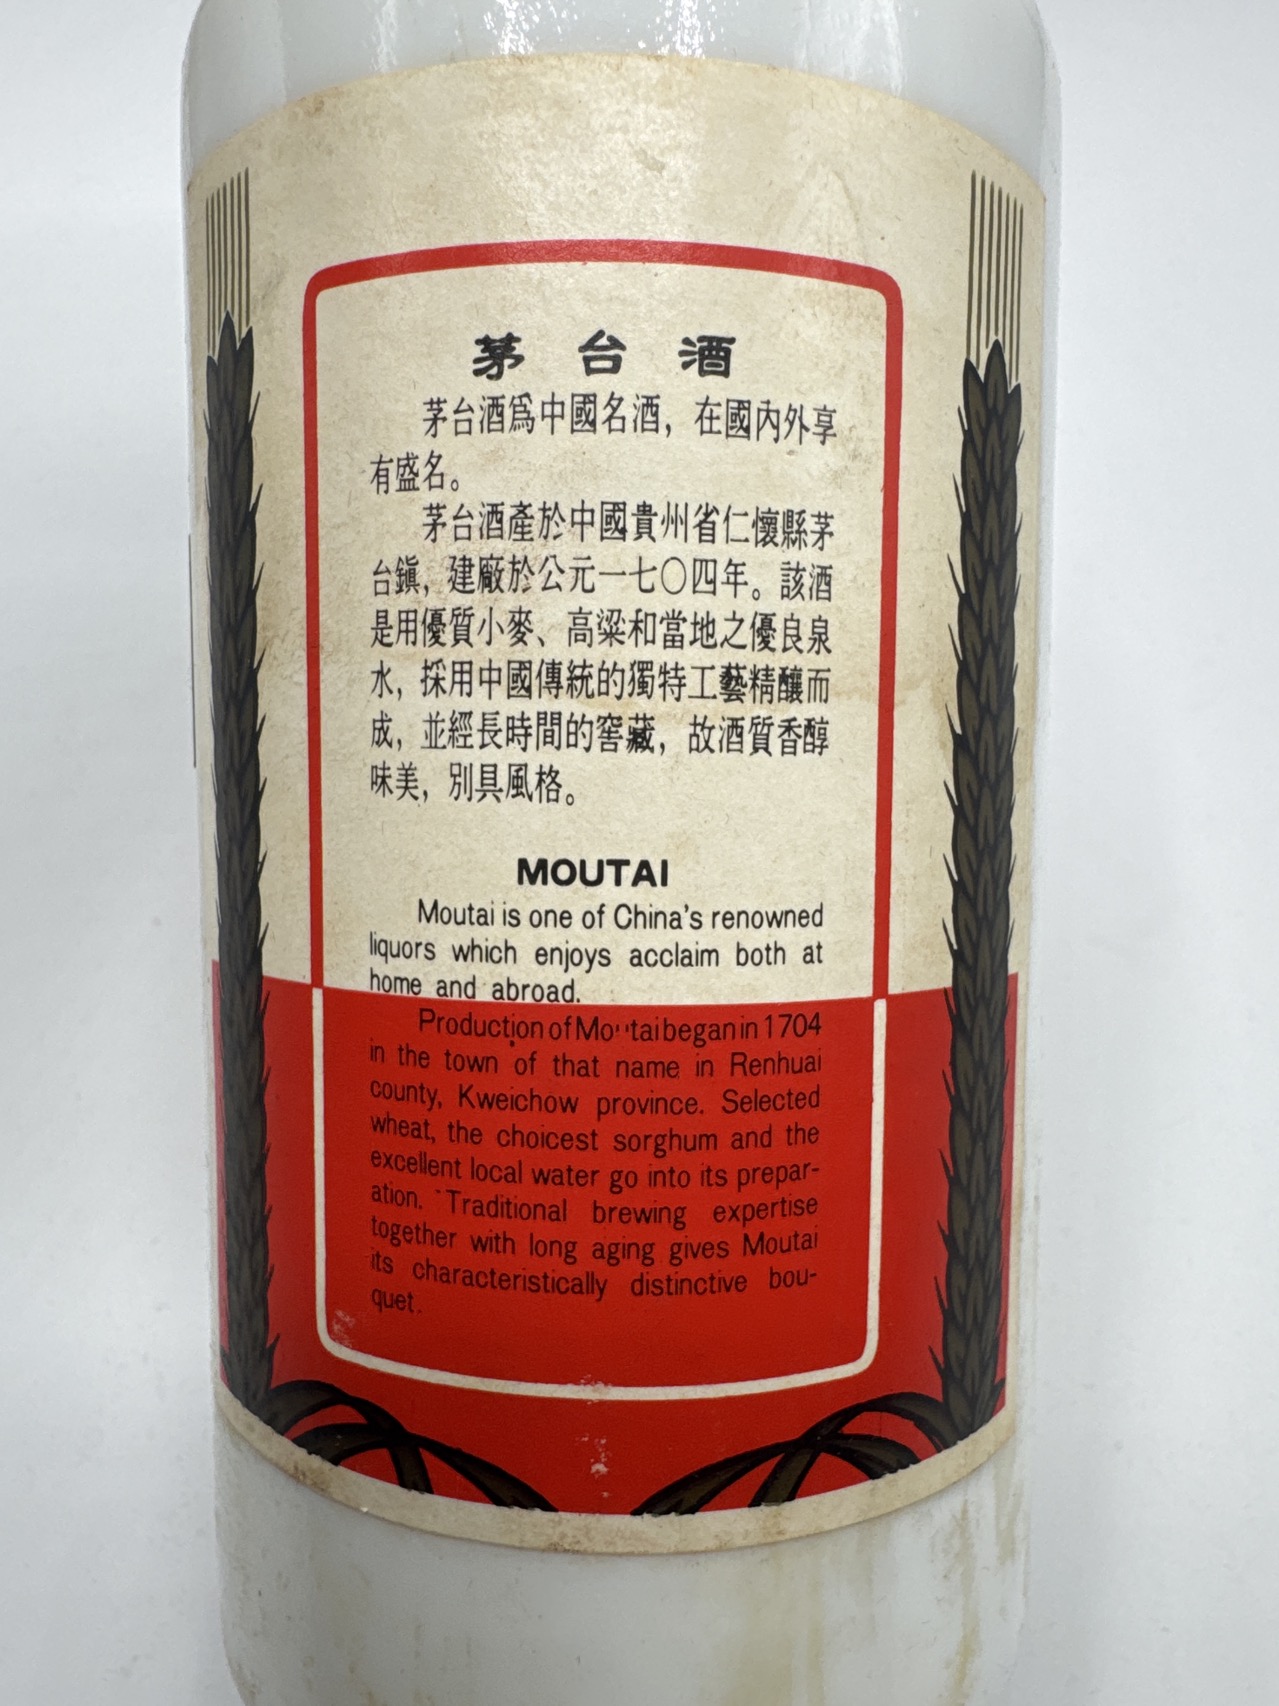 茅台酒
茅台酒爲中國名酒，在國內外享
有盛名。
茅台酒產於中國貴州省仁懷縣茅
台鎭，建廠於公元一七〇四年。該酒
是用優質小麥、高粱和當地之優良泉
水，採用中國傳統的獨特工藝精釀而
成，並經長時間的窖藏，故酒質香醇
味美，別具風格。
MOUTAI
Moutai is one of China's renowned
liquors which enjoys acclaim both at
home and abroad.
Production of Moutai began in 1704
in the town of that name in Renhuai
county, Kweichow province. Selected
wheat, the choicest sorghum and the
excellent local water go into its prepar-
ation. Traditional brewing expertise
together with long aging gives Moutai
its characteristically distinctive bou-
quet.